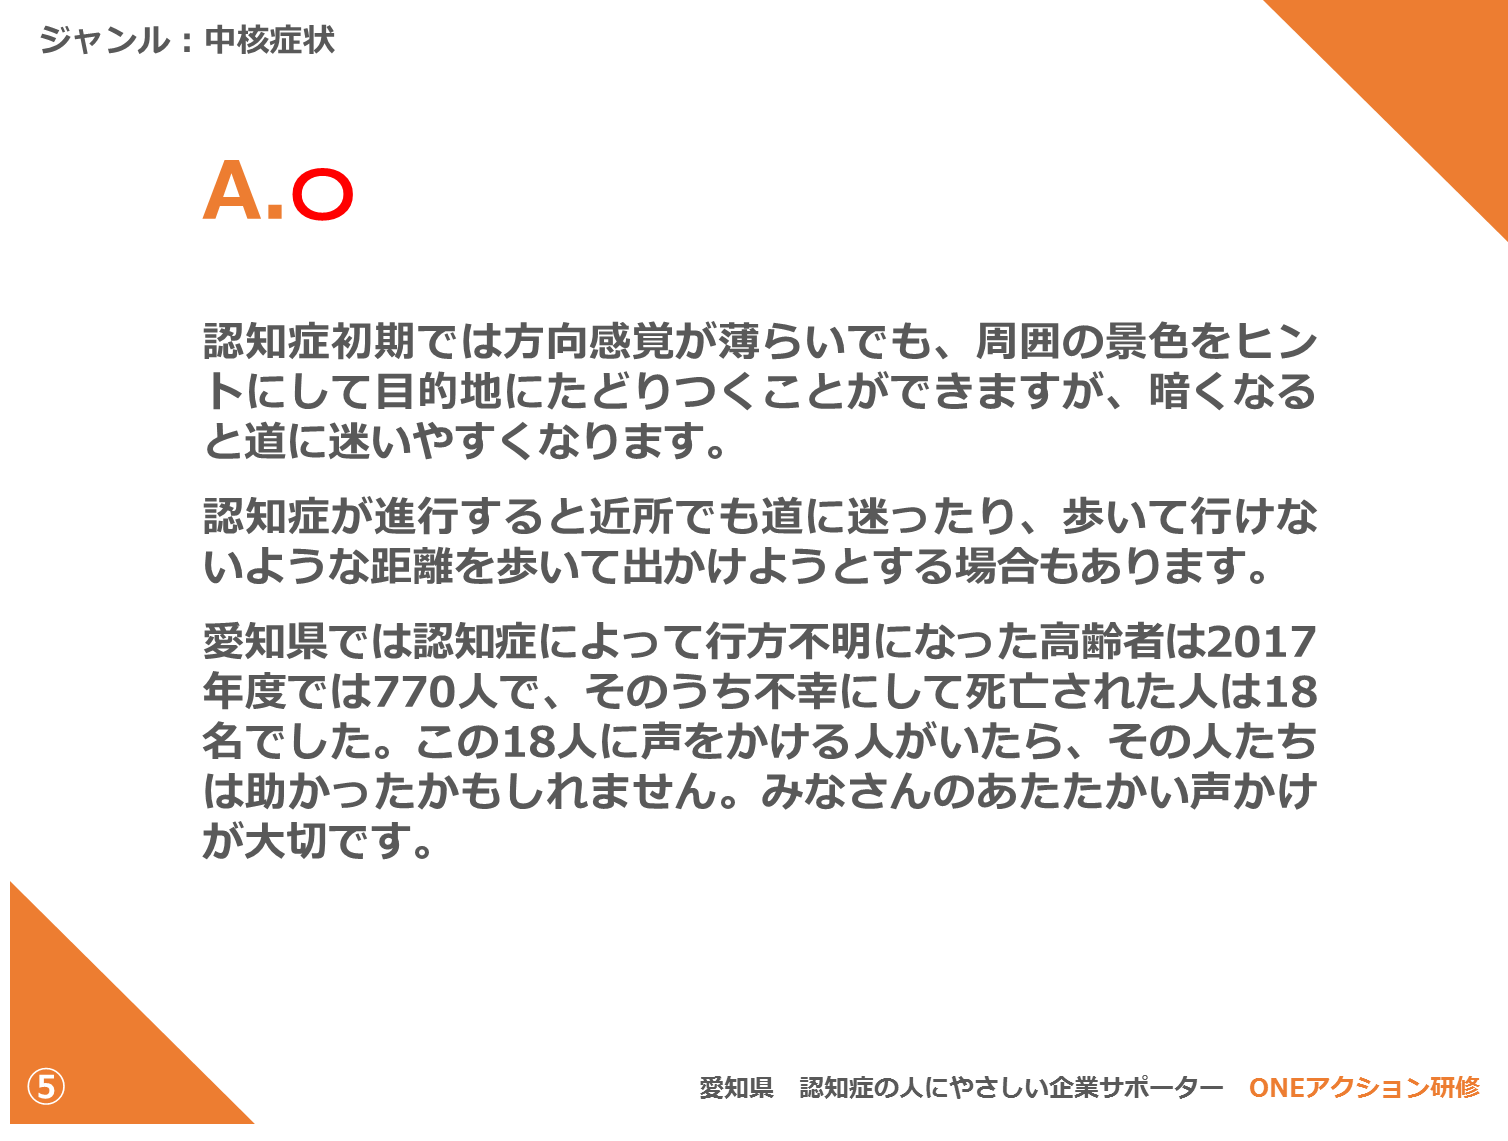 ジャンル：中核症状
A.○
認知症初期では方向感覚が薄らいでも、周囲の景色をヒン
トにして目的地にたどりつくことができますが、暗くなる
と道に迷いやすくなります。
認知症が進行すると近所でも道に迷ったり、歩いて行けな
いような距離を歩いて出かけようとする場合もあります。
愛知県では認知症によって行方不明になった高齢者は2017
年度では770人で、そのうち不幸にして死亡された人は18
名でした。この18人に声をかける人がいたら、その人たち
は助かったかもしれません。みなさんのあたたかい声かけ
が大切です。
⑤
愛知県　認知症の人にやさしい企業サポーター　ONEアクション研修